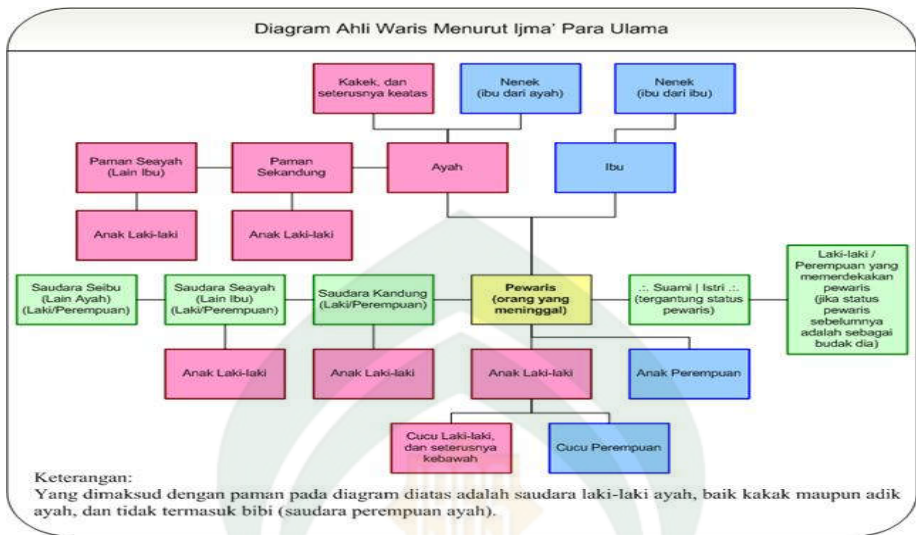 Diagram Ahli Waris Menurut Ijma' Para Ulama
Kakek, dan
seterusnya keatas
Nenek
(ibu dari ayah)
Nenek
(ibu dari ibu)
Paman Seayah
(Lain Ibu)
Paman
Sekandung
Ayah
Ibu
Anak Laki-laki
Anak Laki-laki
Saudara Seibu
(Lain Ayah)
(Laki/Perempuan)
Saudara Seayah
(Lain Ibu)
(Laki/Perempuan)
Saudara Kandung
(Laki/Perempuan)
Pewaris
(orang yang
meninggal)
.:. Suami | Istri .:.
(tergantung status
pewaris)
Laki-laki /
Perempuan yang
memerdekakan
pewaris
(jika status
pewaris
sebelumnya
adalah sebagai
budak dia)
Anak Laki-laki
Anak Laki-laki
Anak Laki-laki
Anak Perempuan
Cucu Laki-laki,
dan seterusnya
kebawah
Cucu Perempuan
Keterangan:
Yang dimaksud dengan paman pada diagram diatas adalah saudara laki-laki ayah, baik kakak maupun adik
ayah, dan tidak termasuk bibi (saudara perempuan ayah).